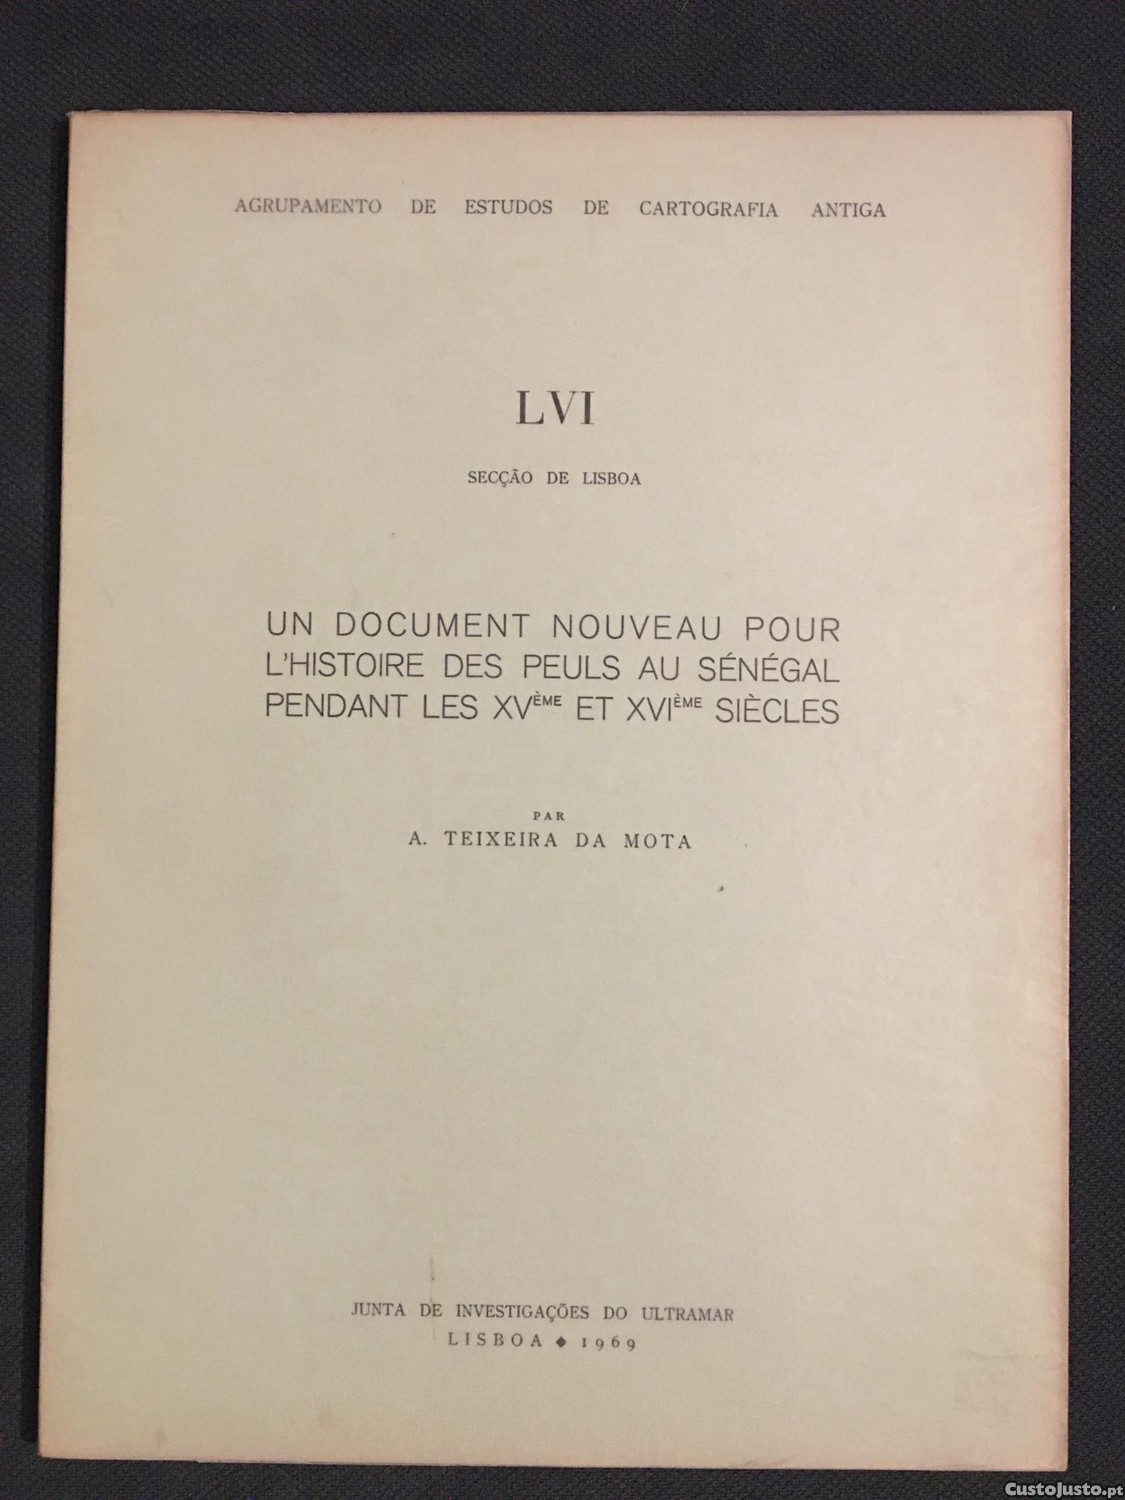 AGRUPAMENTO DE ESTUDOS DE CARTOGRAFIA ANTIGA
LVI
SECÇÃO DE LISBOA
UN DOCUMENT NOUVEAU POUR
L'HISTOIRE DES PEULS AU SÉNÉGAL
PENDANT LES XVÈME ET XVIÈME SIÈCLES
PAR
A. TEIXEIRA DA MOTA
JUNTA DE INVESTIGAÇÕES DO ULTRAMAR
LISBOA ◆ 1969
CustoJusto.pt